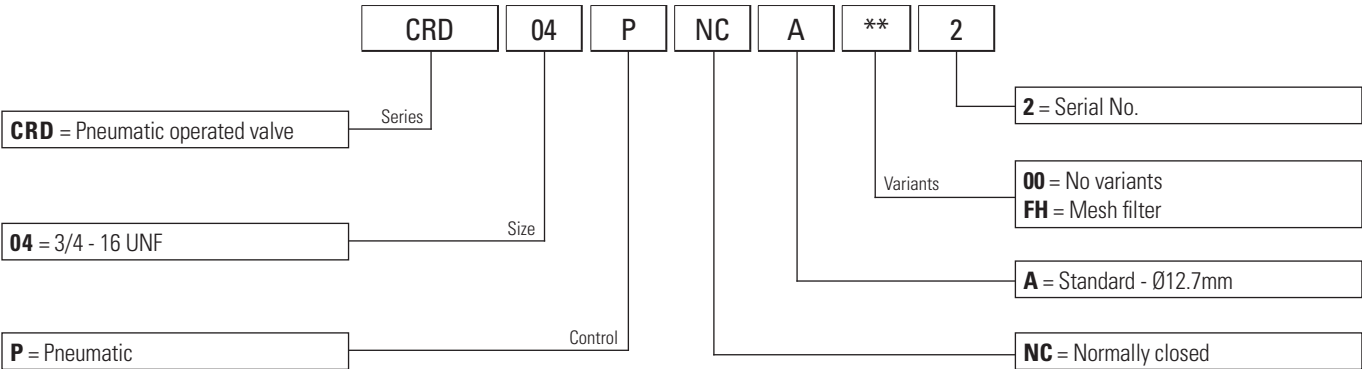 CRD 04 P NC A ** 2
Series
CRD = Pneumatic operated valve
2 = Serial No.
Variants
00 = No variants
FH = Mesh filter
Size
04 = 3/4 - 16 UNF
A = Standard - Ø12.7mm
Control
P = Pneumatic
NC = Normally closed